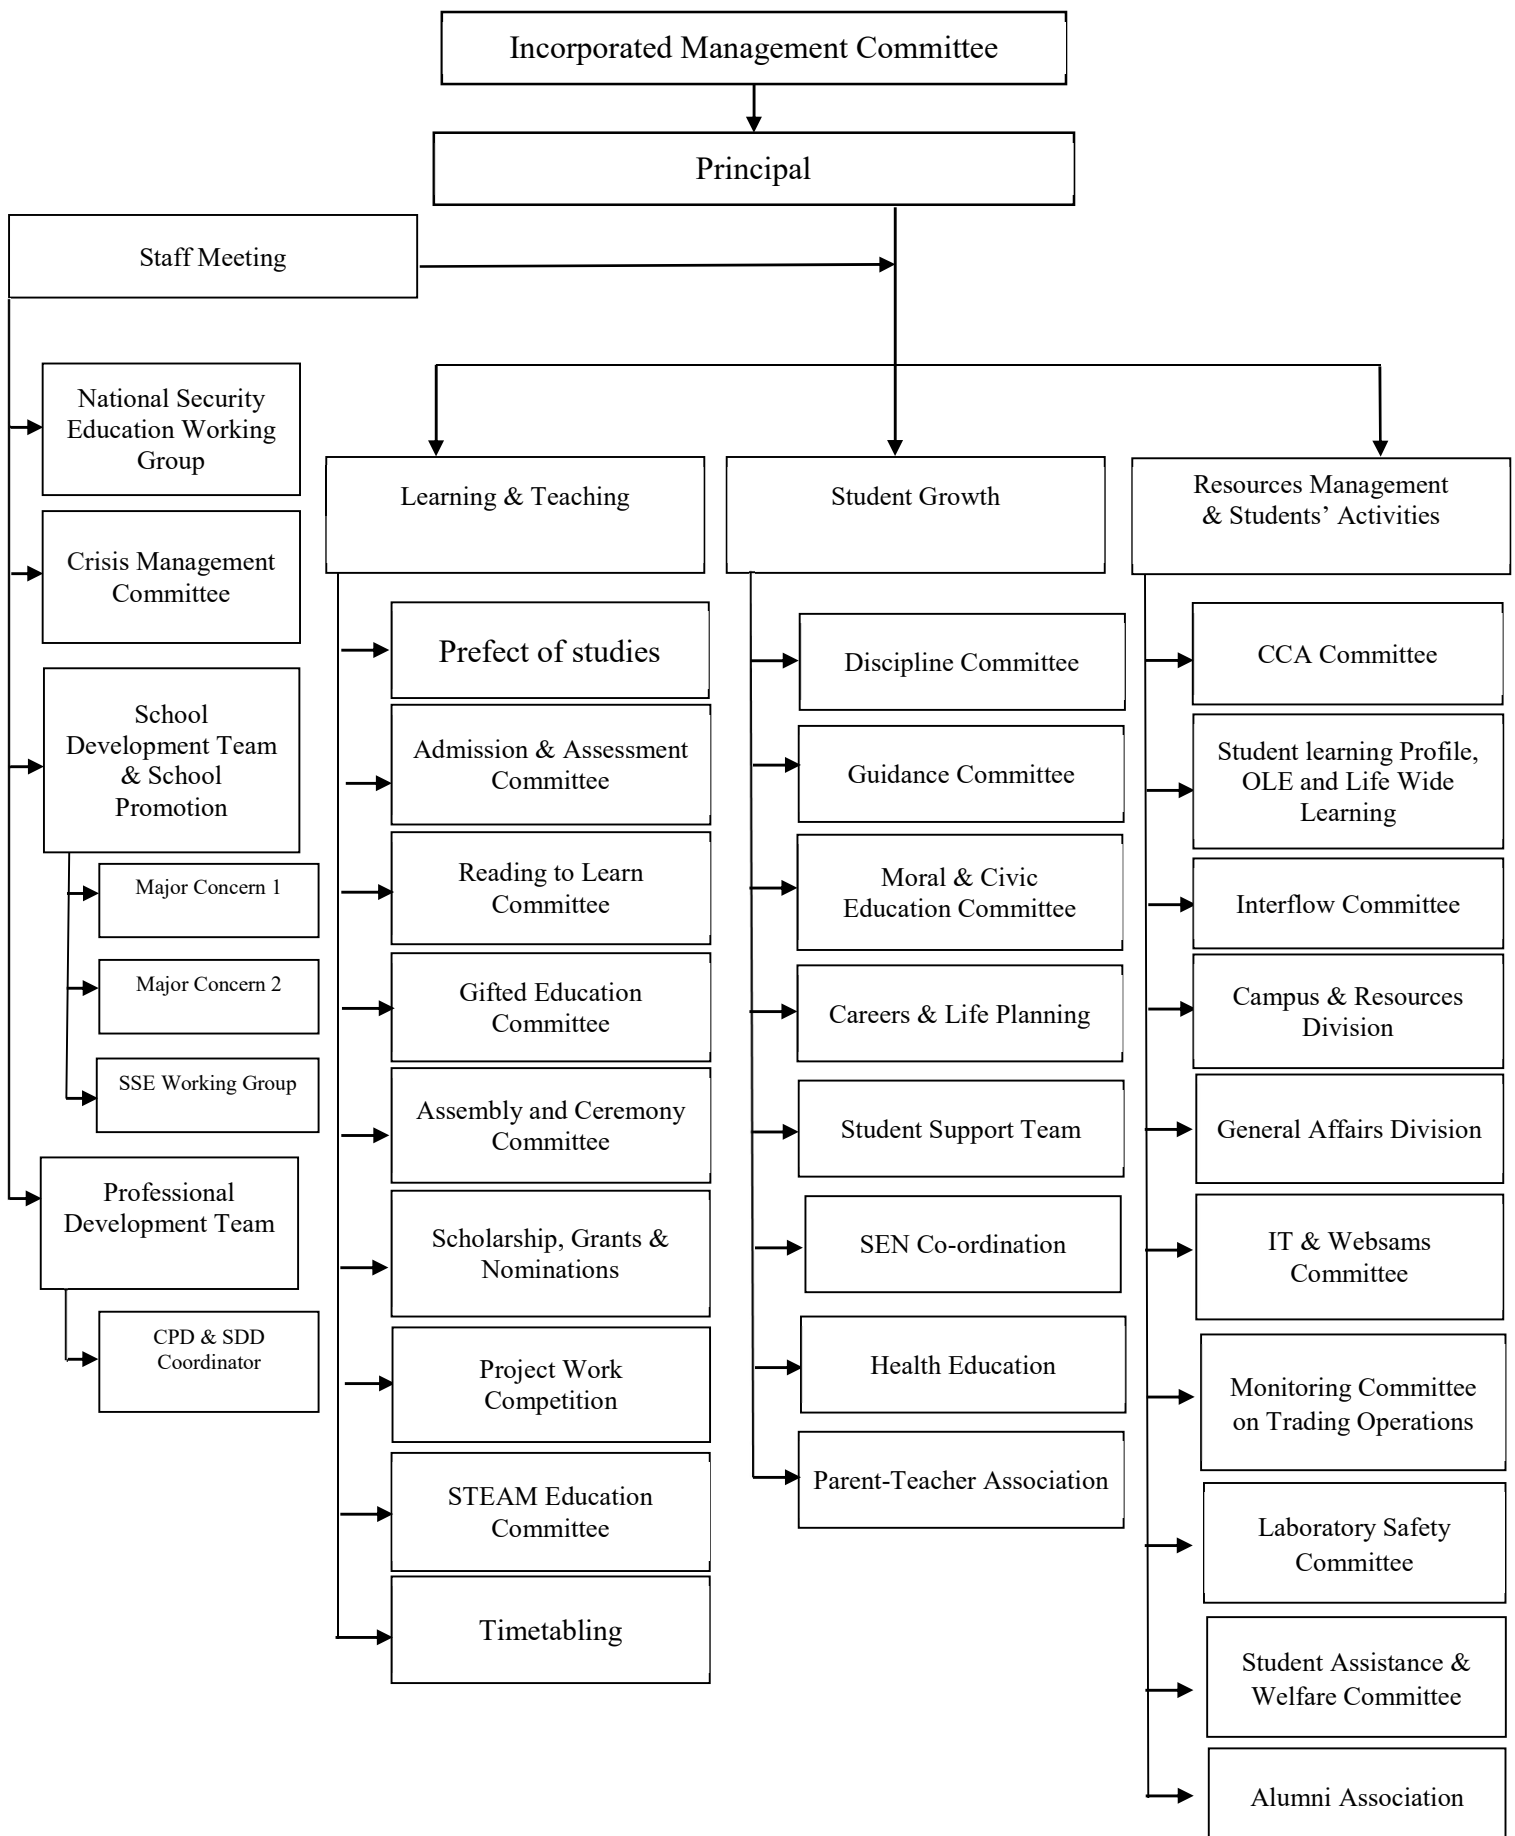 Incorporated Management Committee
Principal
Staff Meeting
National Security
Education Working
Group
Crisis Management
Committee
School
Development Team
& School
Promotion
Major Concern 1
Major Concern 2
SSE Working Group
Professional
Development Team
CPD & SDD
Coordinator
Learning & Teaching
Prefect of studies
Admission & Assessment
Committee
Reading to Learn
Committee
Gifted Education
Committee
Assembly and Ceremony
Committee
Scholarship, Grants &
Nominations
Project Work
Competition
STEAM Education
Committee
Timetabling
Student Growth
Discipline Committee
Guidance Committee
Moral & Civic
Education Committee
Careers & Life Planning
Student Support Team
SEN Co-ordination
Health Education
Parent-Teacher Association
Resources Management
& Students’ Activities
CCA Committee
Student learning Profile,
OLE and Life Wide
Learning
Interflow Committee
Campus & Resources
Division
General Affairs Division
IT & Websams
Committee
Monitoring Committee
on Trading Operations
Laboratory Safety
Committee
Student Assistance &
Welfare Committee
Alumni Association